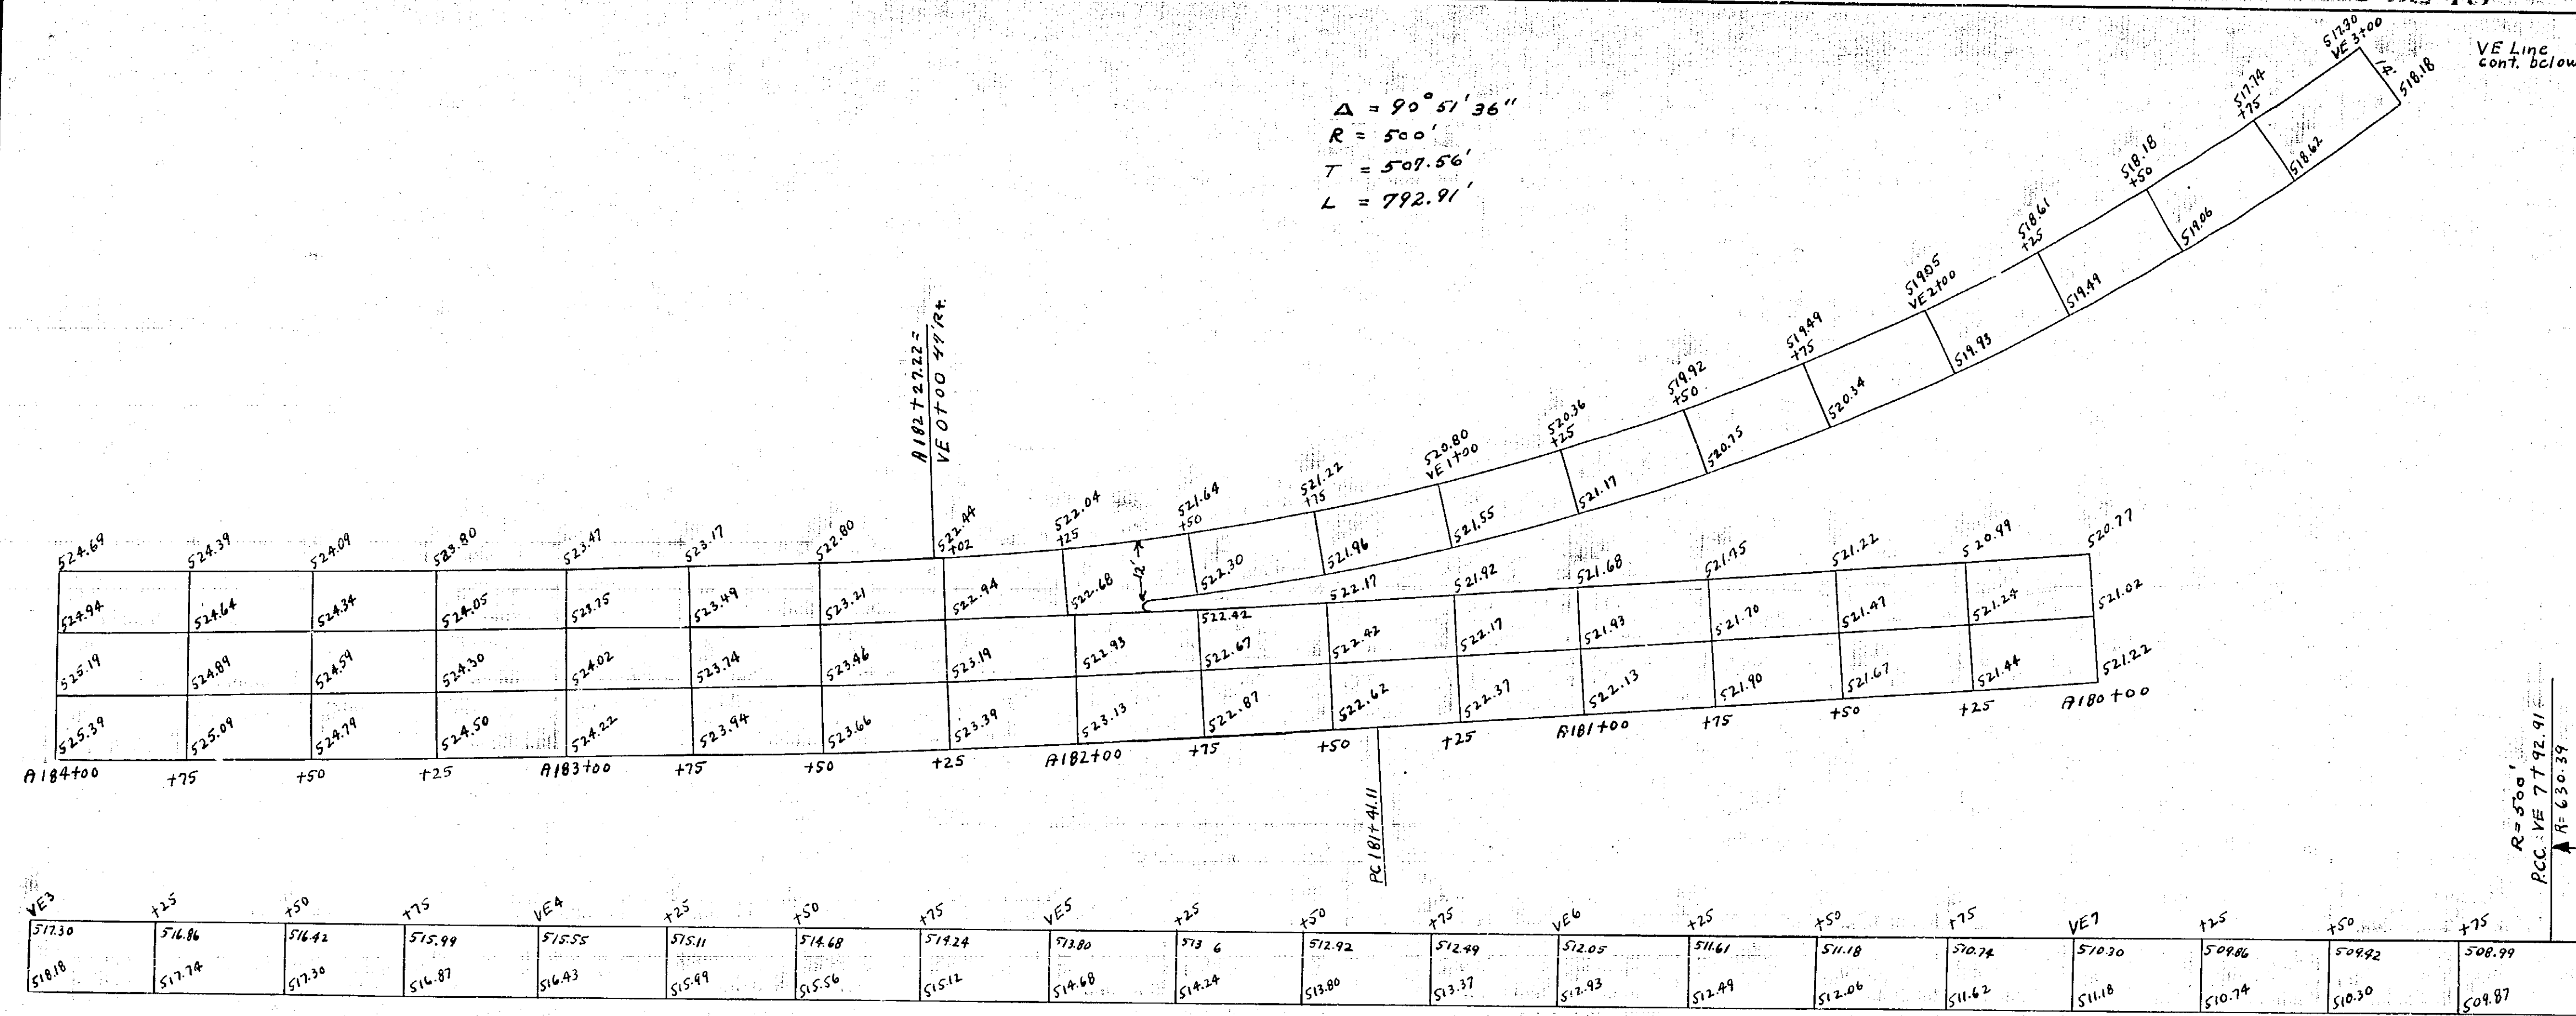 VE Line
cont. below
Δ = 90° 51' 36"
R = 500'
T = 507.56'
L = 792.91'
517.30
VE 3+00
14'
518.18
517.74
+75
518.62
518.18
+50
519.06
518.61
+25
519.49
519.05
VE 2+00
519.93
519.49
+75
520.34
519.92
+50
520.75
520.36
+25
521.17
520.80
VE 1+00
521.55
521.22
+75
521.96
521.64
+50
522.30
522.04
+25
522.68
12'
A 182 + 27.22 =
VE 0+00 47' Rt.
522.44
+02
524.69 524.39 524.09 523.80 523.47 523.17 522.80
524.94 524.64 524.34 524.05 523.75 523.49 523.21 522.94
522.42 522.17 521.92 521.68 521.45 521.22 520.99 520.77
525.19 524.89 524.59 524.30 524.02 523.74 523.46 523.19 522.93 522.67 522.42 522.17 521.93 521.70 521.47 521.24 521.02
525.39 525.09 524.79 524.50 524.22 523.94 523.66 523.39 523.13 522.87 522.62 522.37 522.13 521.90 521.67 521.44 521.22
A184+00 +75 +50 +25 A183+00 +75 +50 +25 A182+00 +75 +50 +25 A181+00 +75 +50 +25 A180+00
PC 181+41.11
R = 500'
P.C.C. VE 7+92.91
R = 630.39
VE3 +25 +50 +75 VE4 +25 +50 +75 VE5 +25 +50 +75 VE6 +25 +50 +75 VE7 +25 +50 +75
517.30 516.86 516.42 515.99 515.55 515.11 514.68 514.24 513.80 513 6 512.92 512.49 512.05 511.61 511.18 510.74 510.30 509.86 509.42 508.99
518.18 517.74 517.30 516.87 516.43 515.99 515.56 515.12 514.68 514.24 513.80 513.37 512.93 512.49 512.06 511.62 511.18 510.74 510.30 509.87